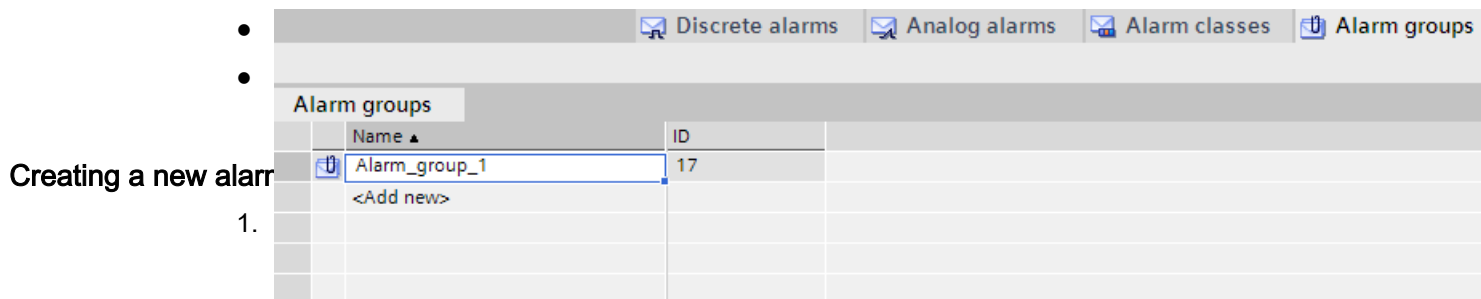 Discrete alarms Analog alarms Alarm classes Alarm groups
Alarm groups
Name ID
Alarm_group_1 17
Creating a new
<Add new>
1.